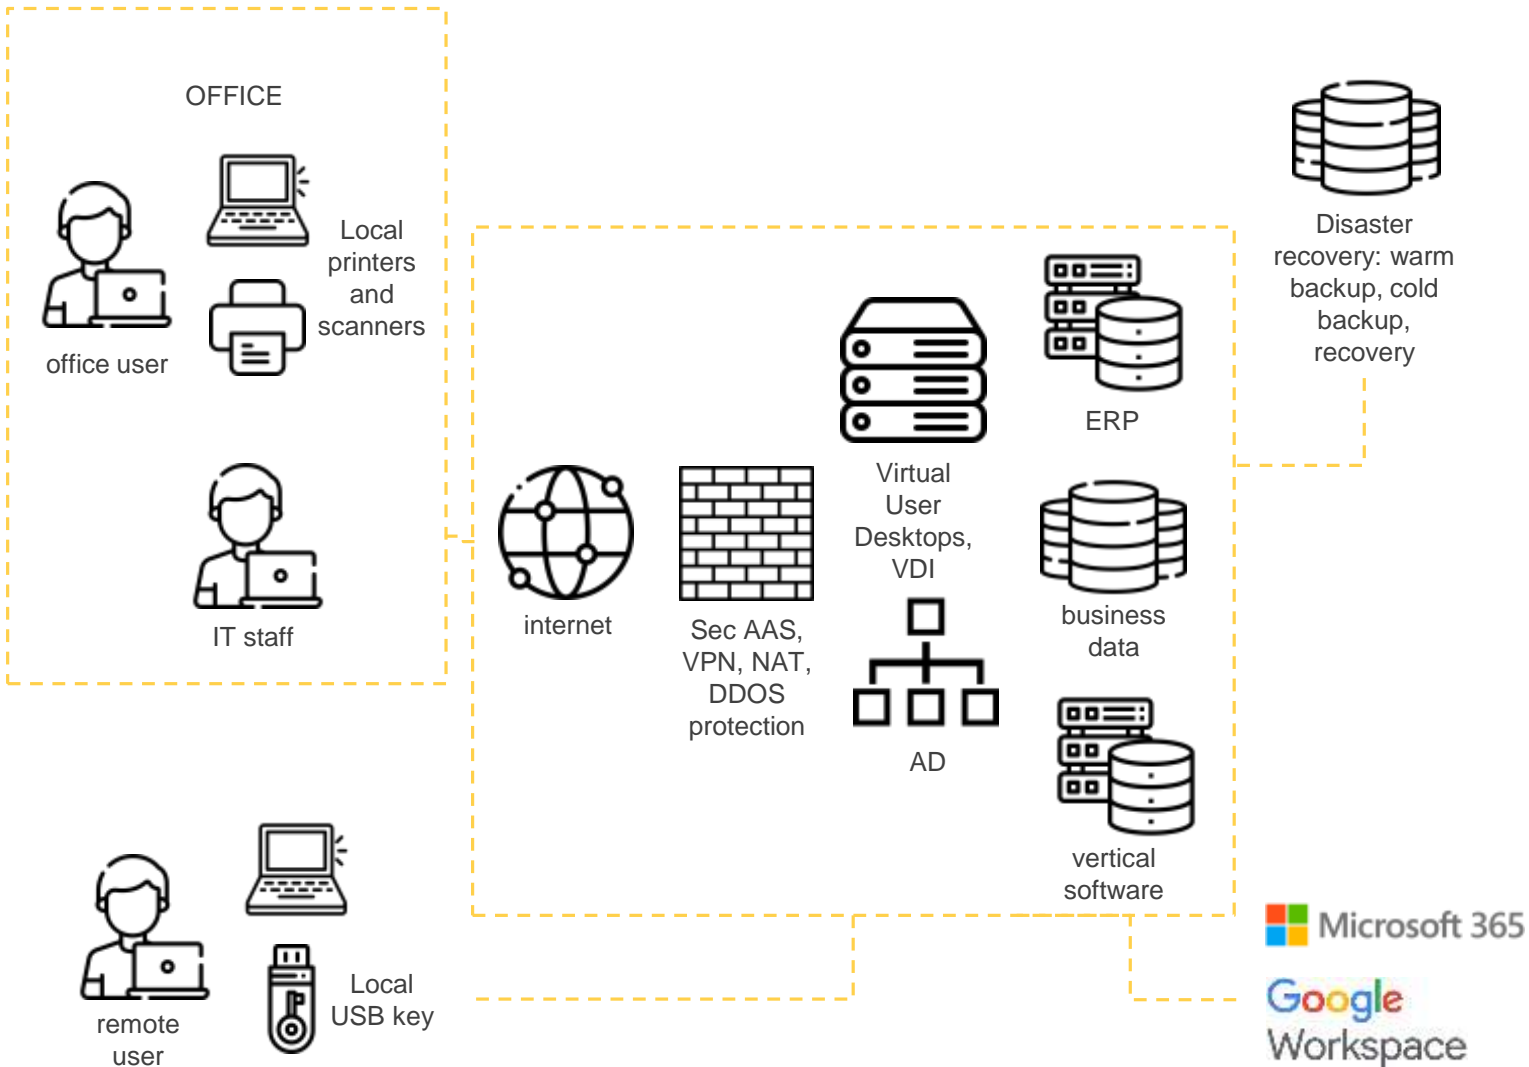 OFFICE
office user
Local
printers
and
scanners
IT staff
internet
Sec AAS,
VPN, NAT,
DDOS
protection
Virtual
User
Desktops,
VDI
AD
ERP
business
data
vertical
software
Disaster
recovery: warm
backup, cold
backup,
recovery
remote
user
Local
USB key
Microsoft 365
Google
Workspace